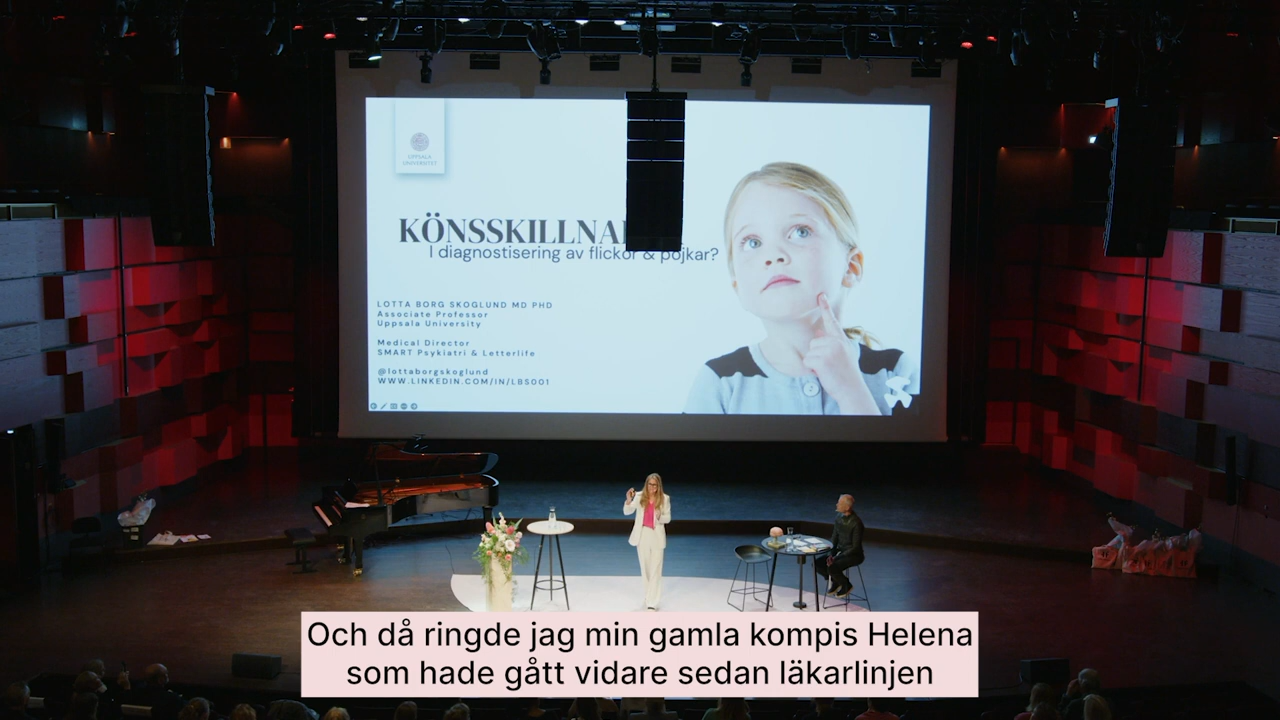 UPPSALA
UNIVERSITET
KÖNSSKILLNA
I diagnostisering av flickor & pojkar?
LOTTA BORG SKOGLUND MD PHD
Associate Professor
Uppsala University
Medical Director
SMART Psykiatri & Letterlife
@lottaborgskoglund
WWW.LINKEDIN.COM/IN/LBS001
Och då ringde jag min gamla kompis Helena
som hade gått vidare sedan läkarlinjen